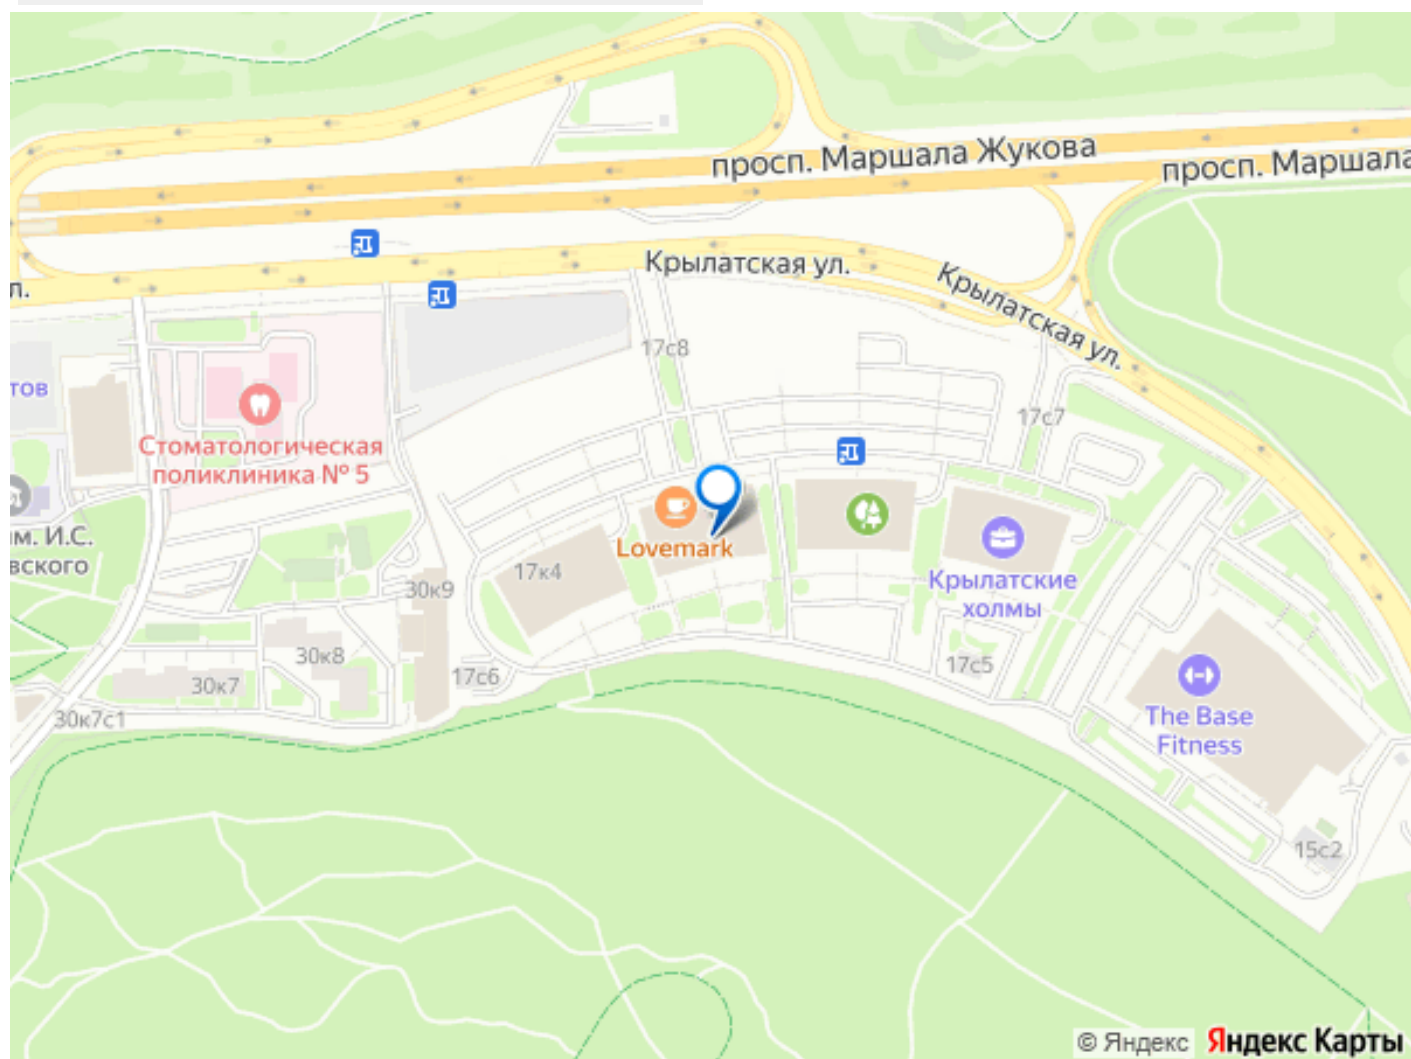 просп. Маршала Жукова
просп. Маршала
Крылатская ул.
Крылатская ул.
л.
17с8
тов
17с7
Стоматологическая
поликлиника № 5
м. И.С.
вского
Lovemark
17к4
30к9
Крылатские
холмы
30к8
17с6
17с5
30к7
30к7с1
The Base
Fitness
15с2
© Яндекс Яндекс Карты